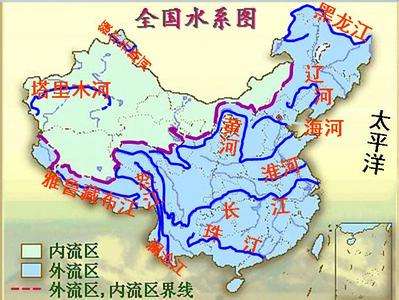 全国水系图
黑龙江
额尔齐斯河
塔里木河
辽河
海河
黄河
太平洋
淮河
雅鲁藏布江
怒江
长江
珠江
澜沧江
内流区
外流区
外流区,内流区界线